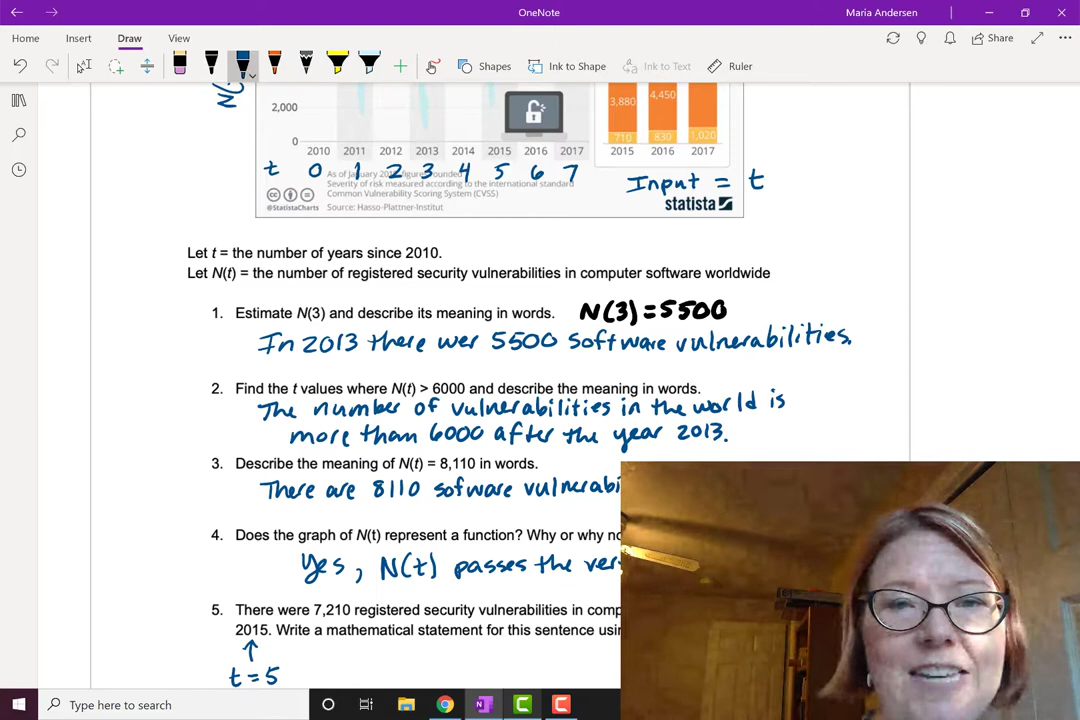 OneNote
Maria Andersen
Home Insert Draw View
Share
Shapes Ink to Shape Ink to Text Ruler
N(
2,000
0
2010 2011 2012 2013 2014 2015 2016 2017
t 0 1 2 3 4 5 6 7
3,880 4,450
710 830 1,020
2015 2016 2017
Input = t
Severity of risk measured according to the international standard
Common Vulnerability Scoring System (CVSS)
@StatistaCharts Source: Hasso-Plattner-Institut
statista
Let t = the number of years since 2010.
Let N(t) = the number of registered security vulnerabilities in computer software worldwide
1. Estimate N(3) and describe its meaning in words. N(3) = 5500
In 2013 there wer 5500 software vulnerabilities.
2. Find the t values where N(t) > 6000 and describe the meaning in words.
The number of vulnerabilities in the world is
more than 6000 after the year 2013.
3. Describe the meaning of N(t) = 8,110 in words.
There are 8110 sofware vulnerabi
4. Does the graph of N(t) represent a function? Why or why no
Yes, N(t) passes the ver
5. There were 7,210 registered security vulnerabilities in comp
2015. Write a mathematical statement for this sentence usi
t = 5
Type here to search